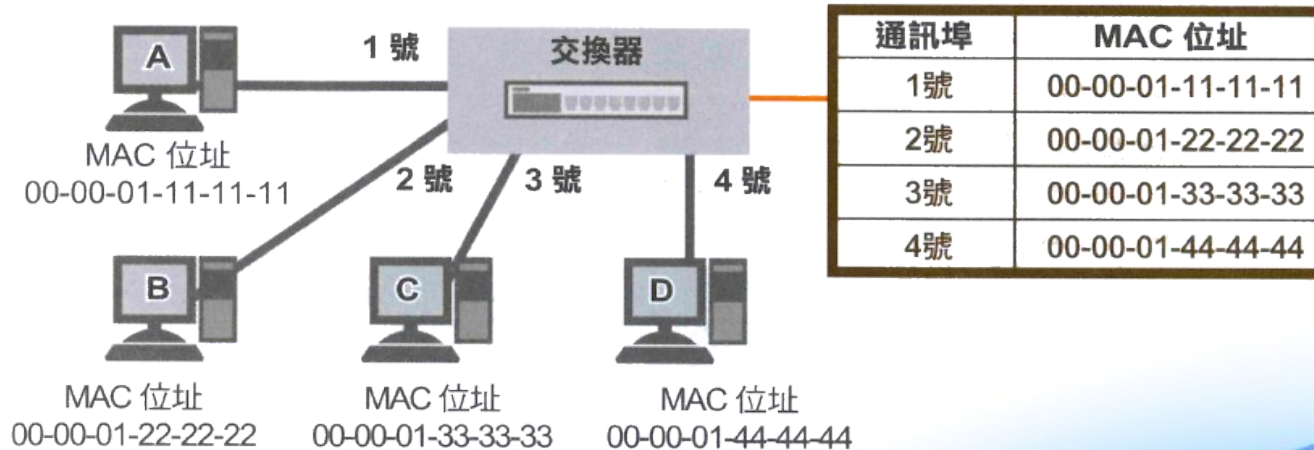 A
1 號
交換器
MAC 位址
00-00-01-11-11-11
2 號
3 號
4 號
B
C
D
MAC 位址
00-00-01-22-22-22
MAC 位址
00-00-01-33-33-33
MAC 位址
00-00-01-44-44-44
通訊埠 MAC 位址
1號 00-00-01-11-11-11
2號 00-00-01-22-22-22
3號 00-00-01-33-33-33
4號 00-00-01-44-44-44